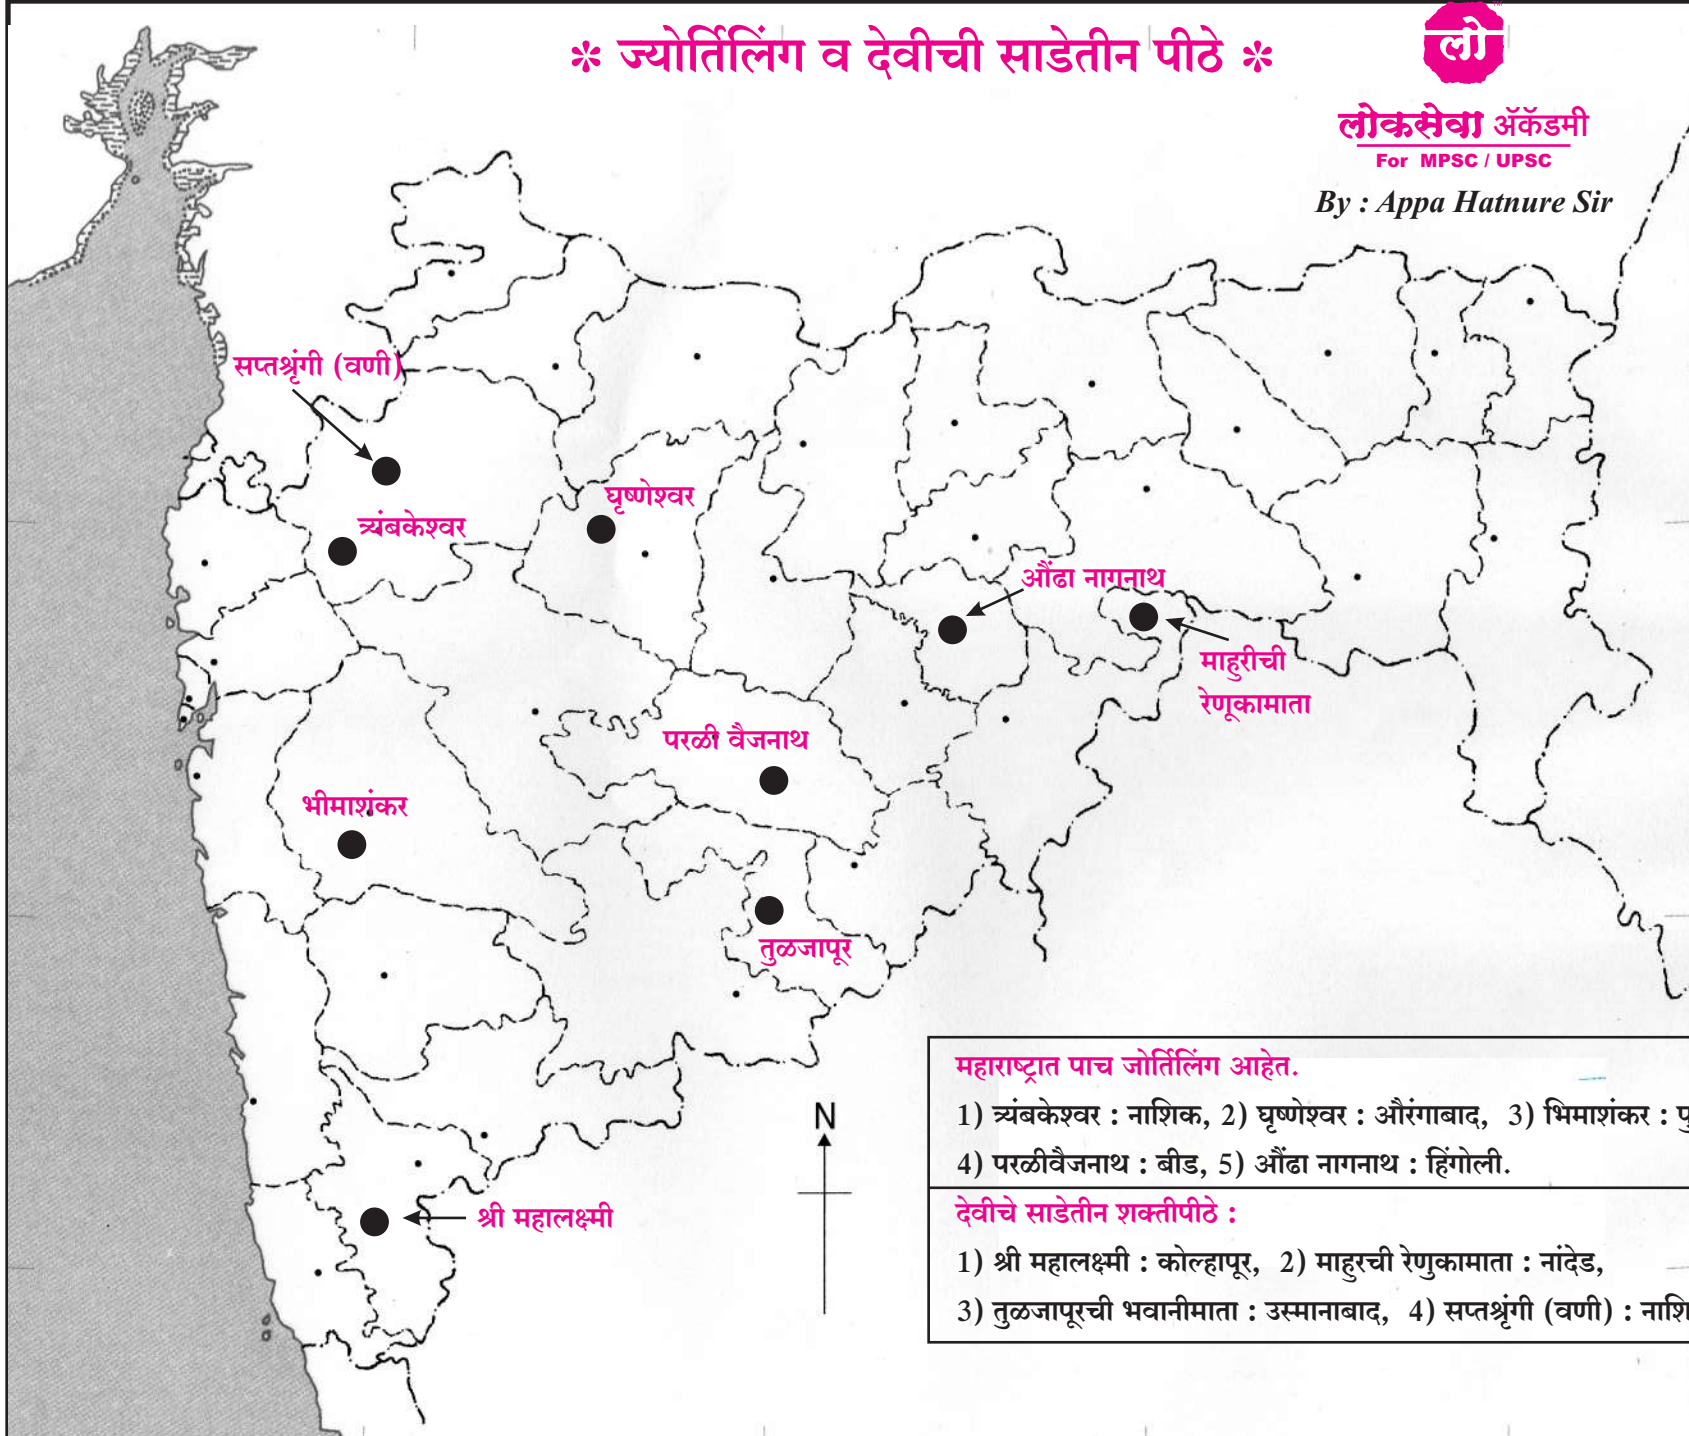 * ज्योर्तिलिंग व देवीची साडेतीन पीठे *
लो
लोकसेवा ॲकॅडमी
For MPSC / UPSC
By : Appa Hatnure Sir
सप्तश्रृंगी (वणी)
त्र्यंबकेश्वर
घृष्णेश्वर
औंढा नागनाथ
माहुरीची
रेणूकामाता
परळी वैजनाथ
भीमाशंकर
तुळजापूर
श्री महालक्ष्मी
N
महाराष्ट्रात पाच जोर्तिलिंग आहेत.
1) त्र्यंबकेश्वर : नाशिक, 2) घृष्णेश्वर : औरंगाबाद, 3) भिमाशंकर :
4) परळीवैजनाथ : बीड, 5) औंढा नागनाथ : हिंगोली.
देवीचे साडेतीन शक्तीपीठे :
1) श्री महालक्ष्मी : कोल्हापूर, 2) माहुरची रेणुकामाता : नांदेड,
3) तुळजापूरची भवानीमाता : उस्मानाबाद, 4) सप्तश्रृंगी (वणी) : नाशि